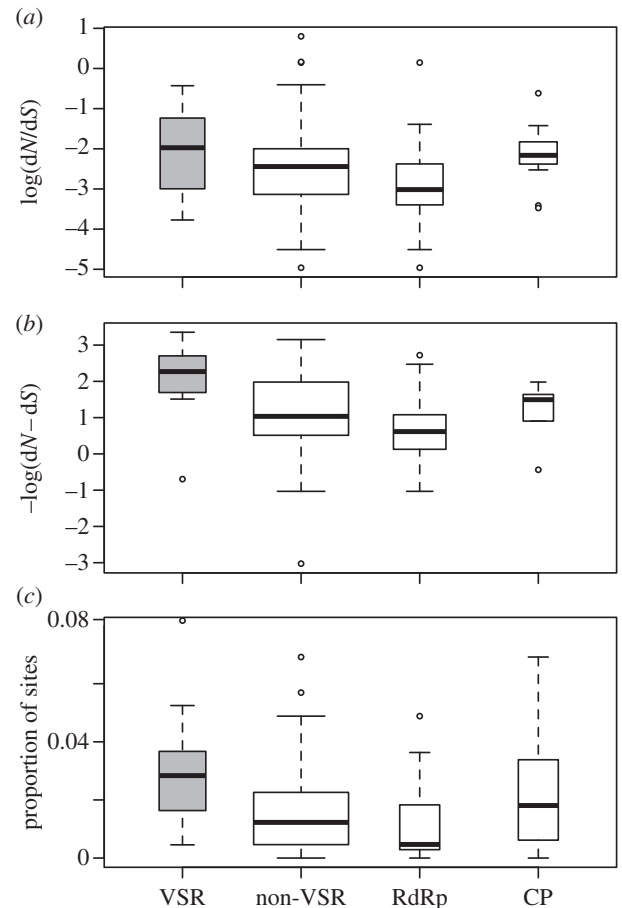 (a)
1
0
–1
–2
–3
–4
–5
log(dN/dS)
(b)
3
2
1
0
–1
–2
–3
–log(dN–dS)
(c)
0.08
0.04
0
proportion of sites
VSR non-VSR RdRp CP